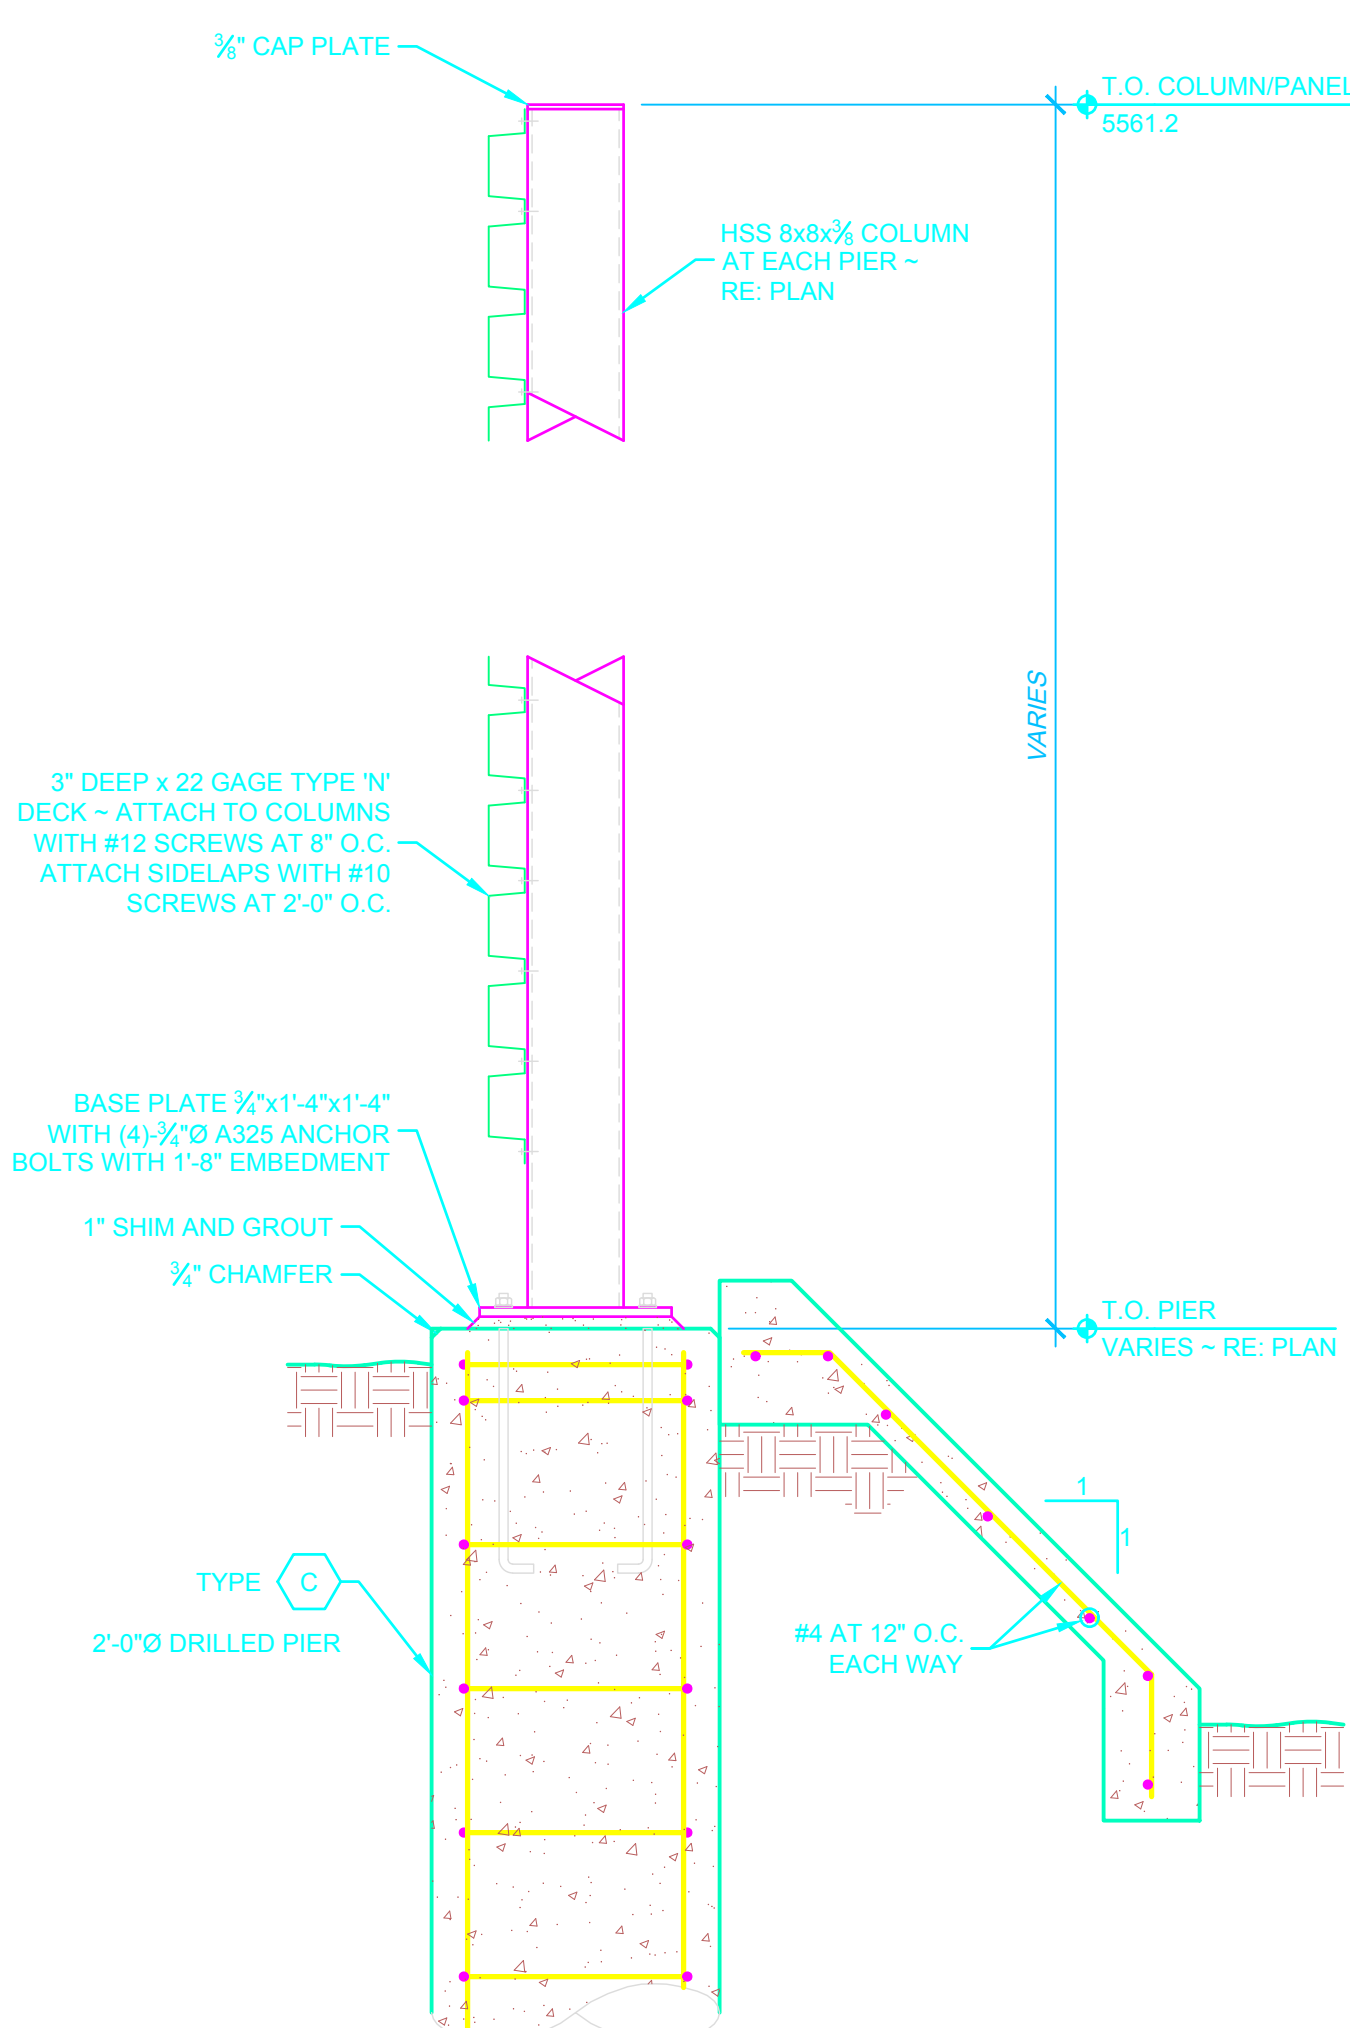 3/8" CAP PLATE
T.O. COLUMN/PANEL
5561.2
HSS 8x8x3/8 COLUMN
AT EACH PIER ~
RE: PLAN
VARIES
3" DEEP x 22 GAGE TYPE 'N'
DECK ~ ATTACH TO COLUMNS
WITH #12 SCREWS AT 8" O.C.
ATTACH SIDELAPS WITH #10
SCREWS AT 2'-0" O.C.
BASE PLATE 3/4"x1'-4"x1'-4"
WITH (4)-3/4"Ø A325 ANCHOR
BOLTS WITH 1'-8" EMBEDMENT
1" SHIM AND GROUT
3/4" CHAMFER
T.O. PIER
VARIES ~ RE: PLAN
1
1
TYPE C
2'-0"Ø DRILLED PIER
#4 AT 12" O.C.
EACH WAY